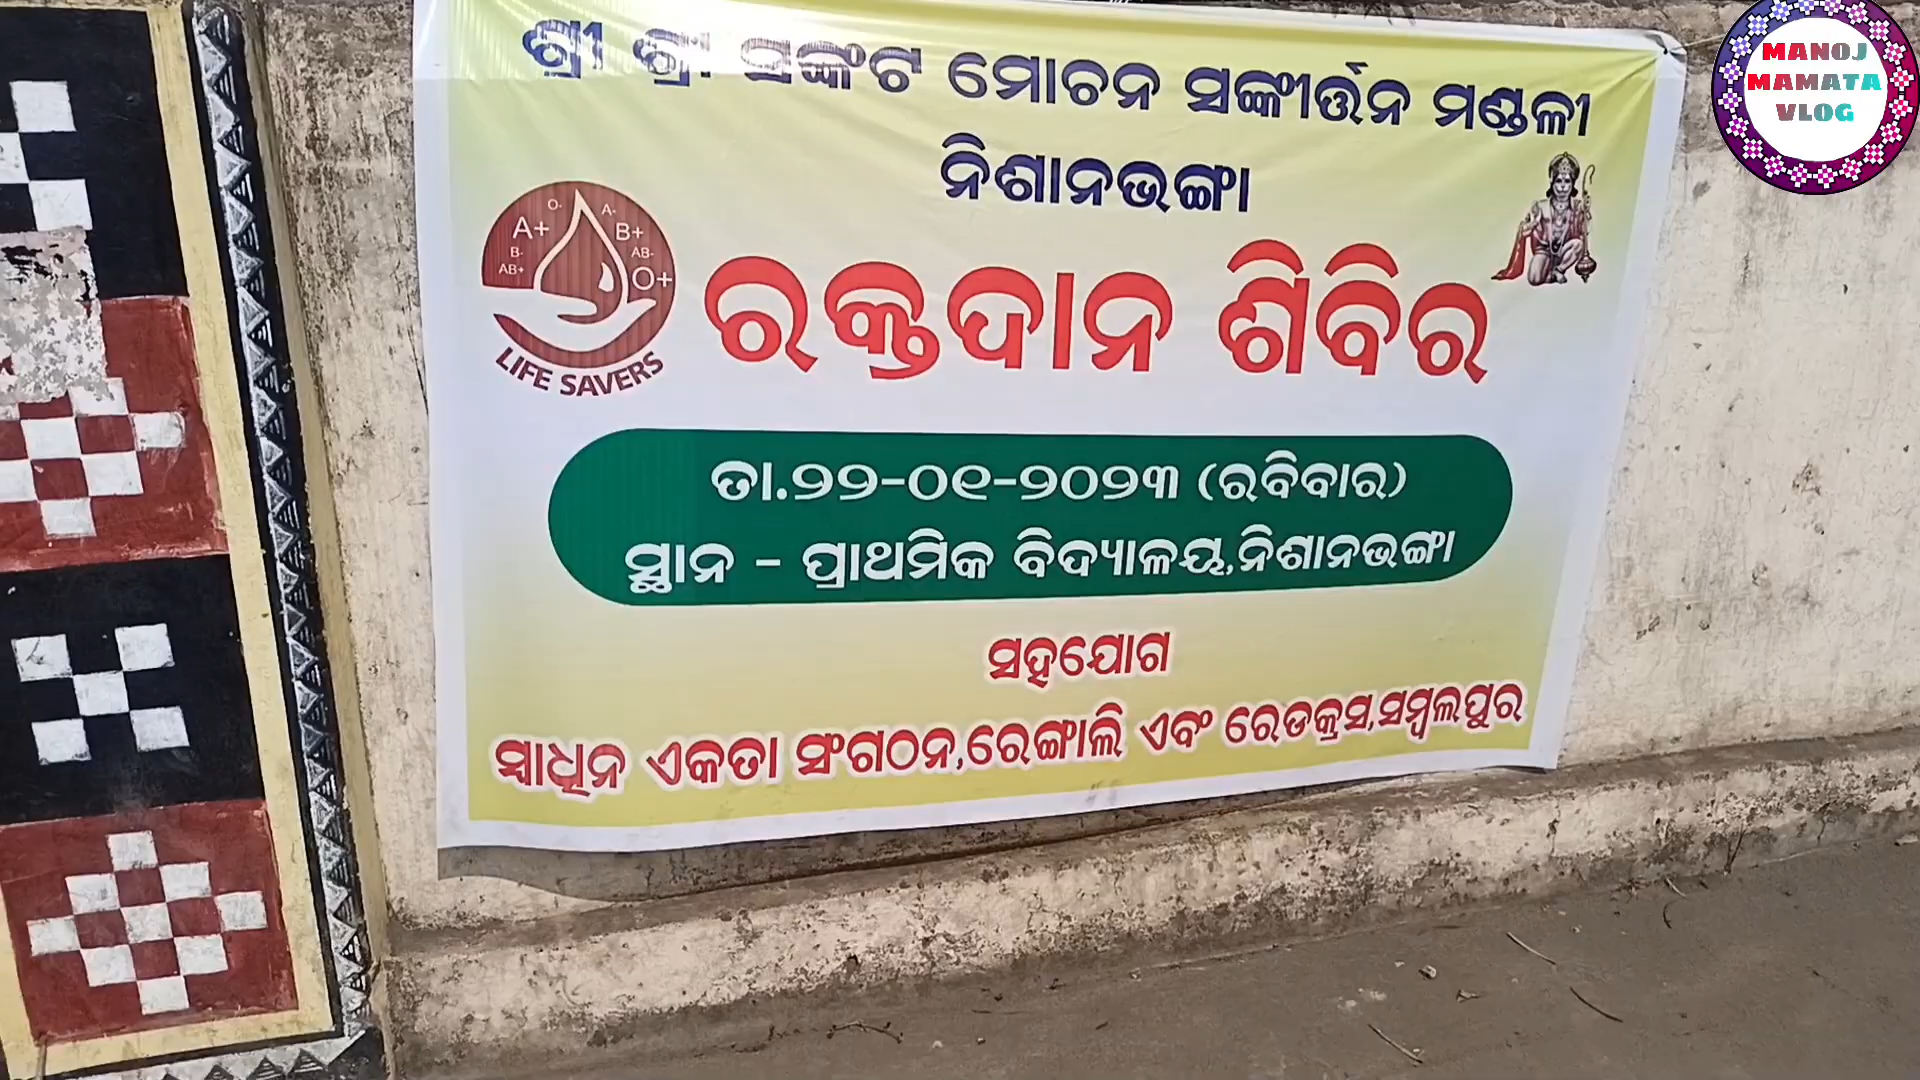 ଶ୍ରୀ ଶ୍ରୀ ସଙ୍କଟ ମୋଚନ ସଙ୍କୀର୍ତ୍ତନ ମଣ୍ଡଳୀ
ନିଶାନଭଙ୍ଗା
O- A-
A+ B+
B- AB-
AB+ O+
LIFE SAVERS
ରକ୍ତଦାନ ଶିବିର
ତା.୨୨-୦୧-୨୦୨୩ (ରବିବାର)
ସ୍ଥାନ - ପ୍ରାଥମିକ ବିଦ୍ୟାଳୟ,ନିଶାନଭଙ୍ଗା
ସହଯୋଗ
ସ୍ୱାଧିନ ଏକତା ସଂଗଠନ,ରେଙ୍ଗାଲି ଏବଂ ରେଡକ୍ରସ,ସମ୍ବଲପୁର
MANOJ
MAMATA
VLOG